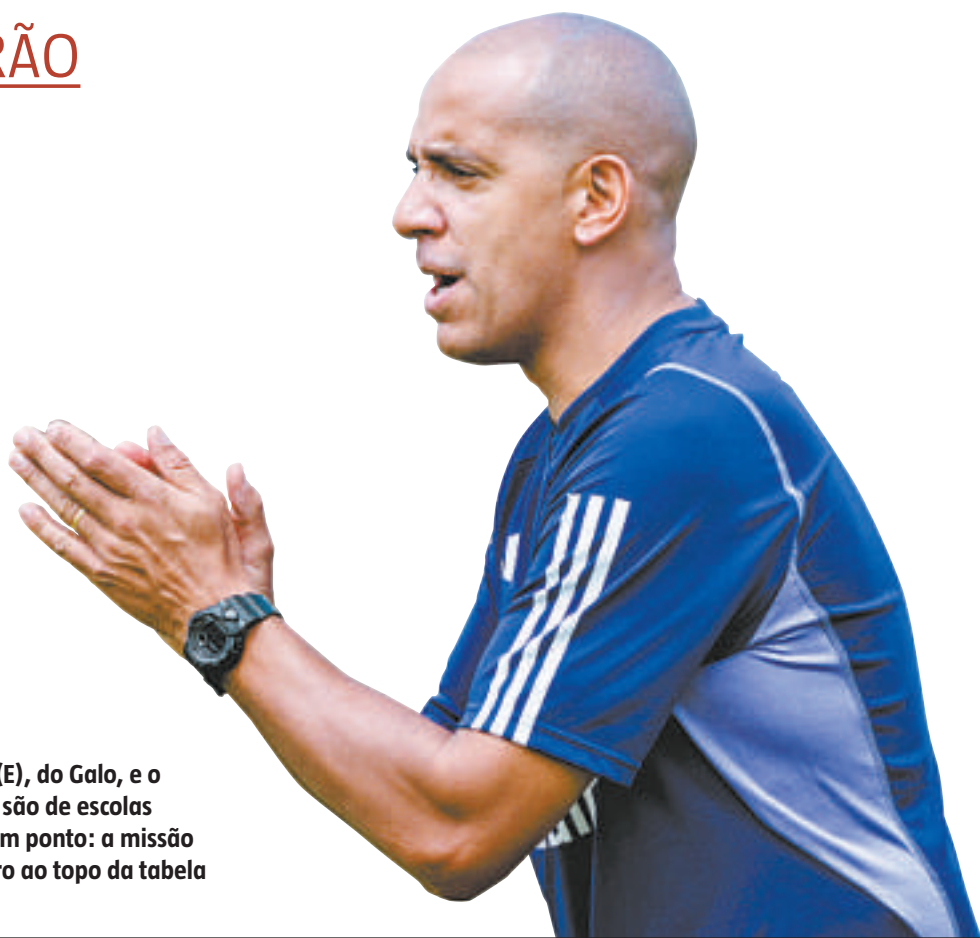 RÃO
(E), do Galo, e o
são de escolas
m ponto: a missão
ro ao topo da tabela